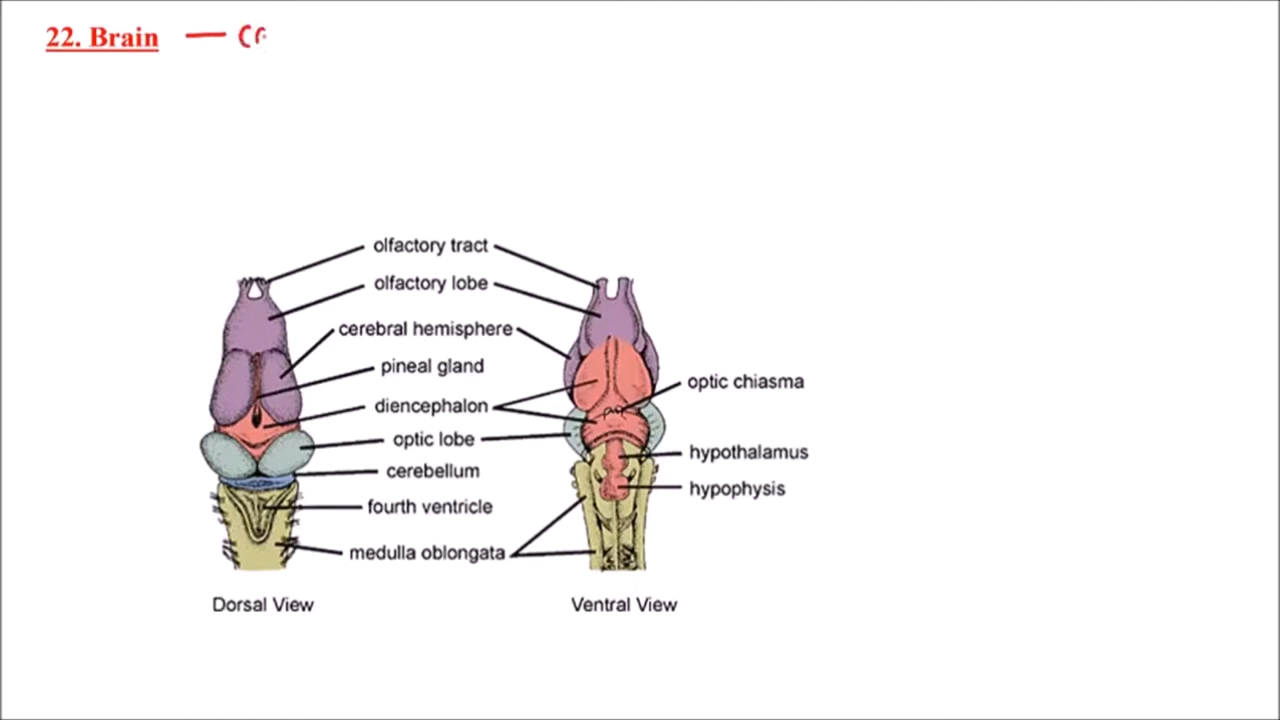 22. Brain
olfactory tract
olfactory lobe
cerebral hemisphere
pineal gland
optic chiasma
diencephalon
optic lobe
hypothalamus
cerebellum
hypophysis
fourth ventricle
medulla oblongata
Dorsal View
Ventral View